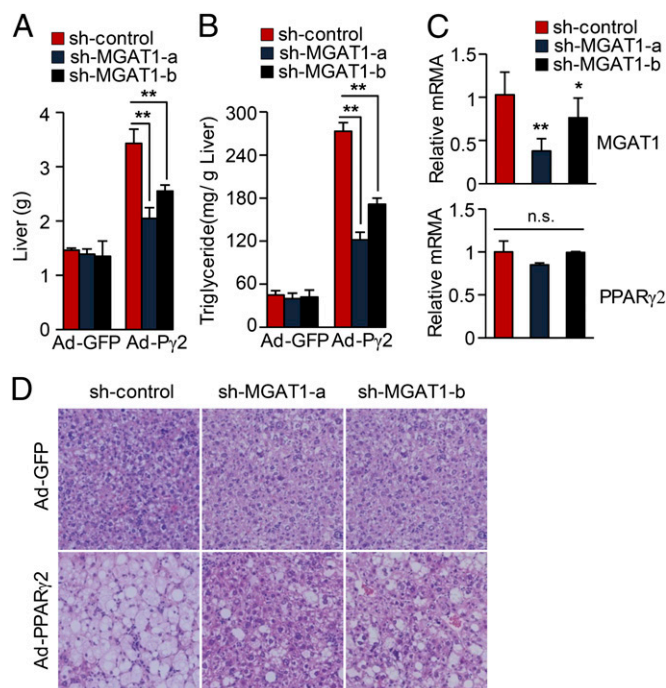 A
sh-control
sh-MGAT1-a
sh-MGAT1-b
Liver (g)
4
3
2
1
0
**
**
Ad-GFP
Ad-Pγ2
B
sh-control
sh-MGAT1-a
sh-MGAT1-b
Triglyceride(mg/ g Liver)
300
240
180
120
60
0
**
**
Ad-GFP
Ad-Pγ2
C
sh-control
sh-MGAT1-a
sh-MGAT1-b
Relative mRMA
1.5
1
0.5
0
**
*
MGAT1
Relative mRMA
1.5
1
0.5
0
n.s.
PPARγ2
D
sh-control
sh-MGAT1-a
sh-MGAT1-b
Ad-GFP
Ad-PPARγ2